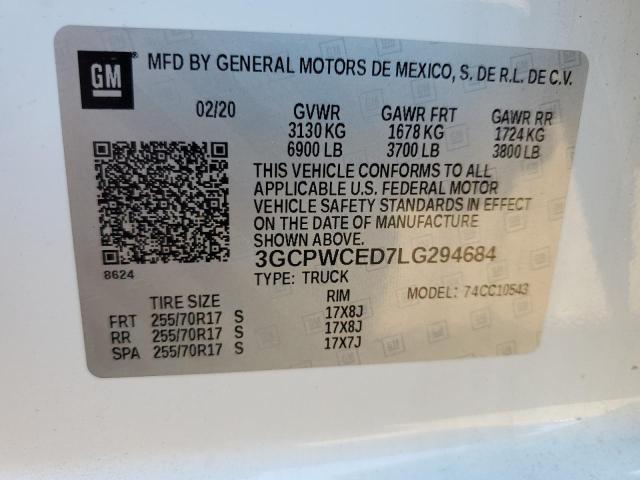 GM
MFD BY GENERAL MOTORS DE MEXICO, S. DE R.L. DE C.V.
02/20 GVWR GAWR FRT GAWR RR
3130 KG 1678 KG 1724 KG
6900 LB 3700 LB 3800 LB
THIS VEHICLE CONFORMS TO ALL
APPLICABLE U.S. FEDERAL MOTOR
VEHICLE SAFETY STANDARDS IN EFFECT
ON THE DATE OF MANUFACTURE
SHOWN ABOVE.
3GCPWCED7LG294684
8624
TYPE: TRUCK MODEL: 74CC10543
TIRE SIZE RIM
FRT 255/70R17 S 17X8J
RR 255/70R17 S 17X8J
SPA 255/70R17 S 17X7J